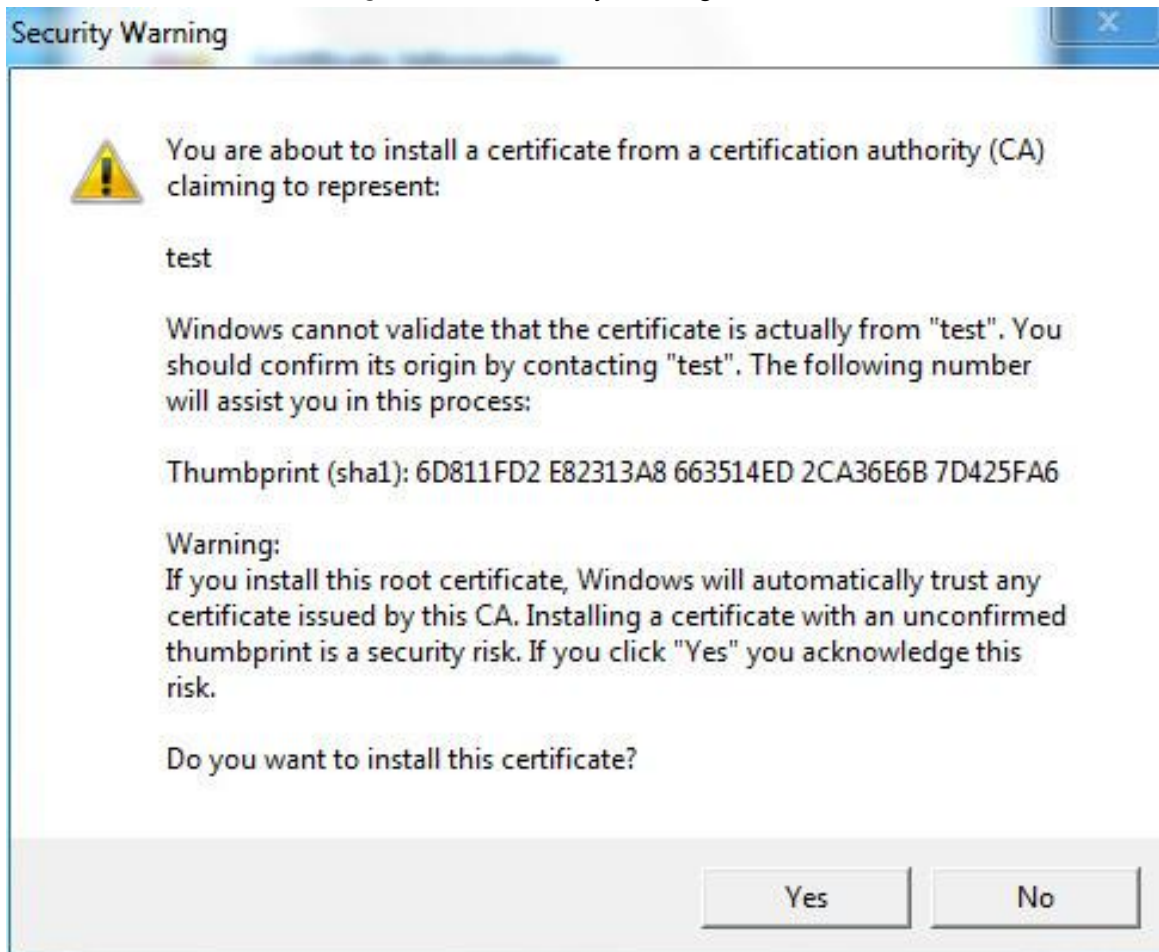 Security Warning
You are about to install a certificate from a certification authority (CA)
claiming to represent:
test
Windows cannot validate that the certificate is actually from "test". You
should confirm its origin by contacting "test". The following number
will assist you in this process:
Thumbprint (sha1): 6D811FD2 E82313A8 663514ED 2CA36E6B 7D425FA6
Warning:
If you install this root certificate, Windows will automatically trust any
certificate issued by this CA. Installing a certificate with an unconfirmed
thumbprint is a security risk. If you click "Yes" you acknowledge this
risk.
Do you want to install this certificate?
Yes
No